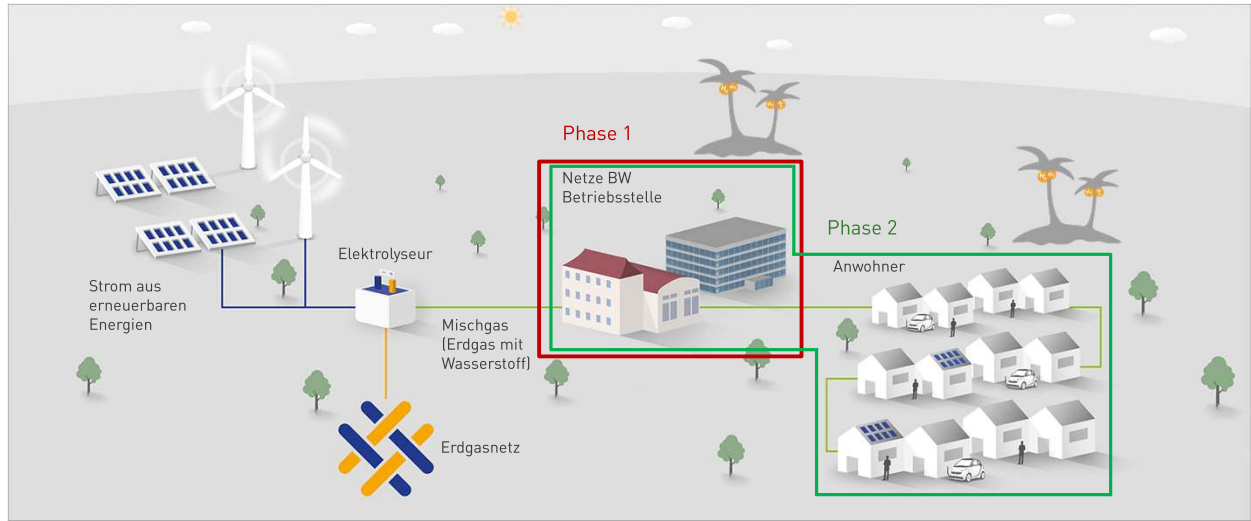 Phase 1
Netze BW
Betriebsstelle
Phase 2
Elektrolyseur
Anwohner
Strom aus
erneuerbaren
Energien
Mischgas
(Erdgas mit
Wasserstoff)
Erdgasnetz